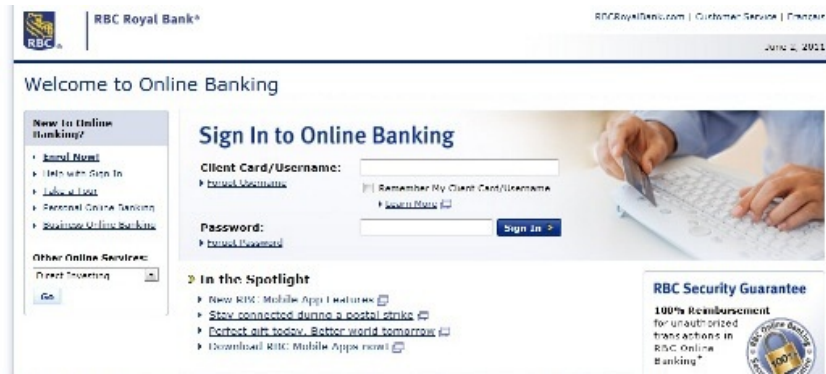 RBC Royal Bank®
RBC ®
RBCRoyalBank.com | Customer Service | Français
June 2, 2011
Welcome to Online Banking
New to Online
Banking?
Enrol Now!
Help with Sign In
Take a Tour
Personal Online Banking
Business Online Banking
Other Online Services:
Direct Investing
Go
Sign In to Online Banking
Client Card/Username:
Forgot Username
Remember My Client Card/Username
Learn More
Password:
Sign In >
Forgot Password
In the Spotlight
New RBC Mobile App Features
Stay connected during a postal strike
Perfect gift today. Better world tomorrow
Download RBC Mobile Apps now!
RBC Security Guarantee
100% Reimbursement
for unauthorized
transactions in
RBC Online
Banking*